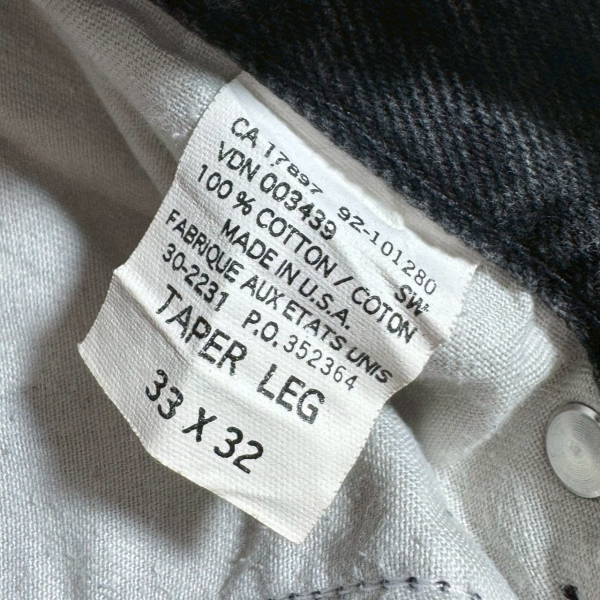 CA 17897 92-101280
VDN 003439 SW*
100% COTTON / COTON
MADE IN U.S.A.
FABRIQUE AUX ETATS UNIS
30-2231 P.O. 352364
TAPER LEG
33 X 32